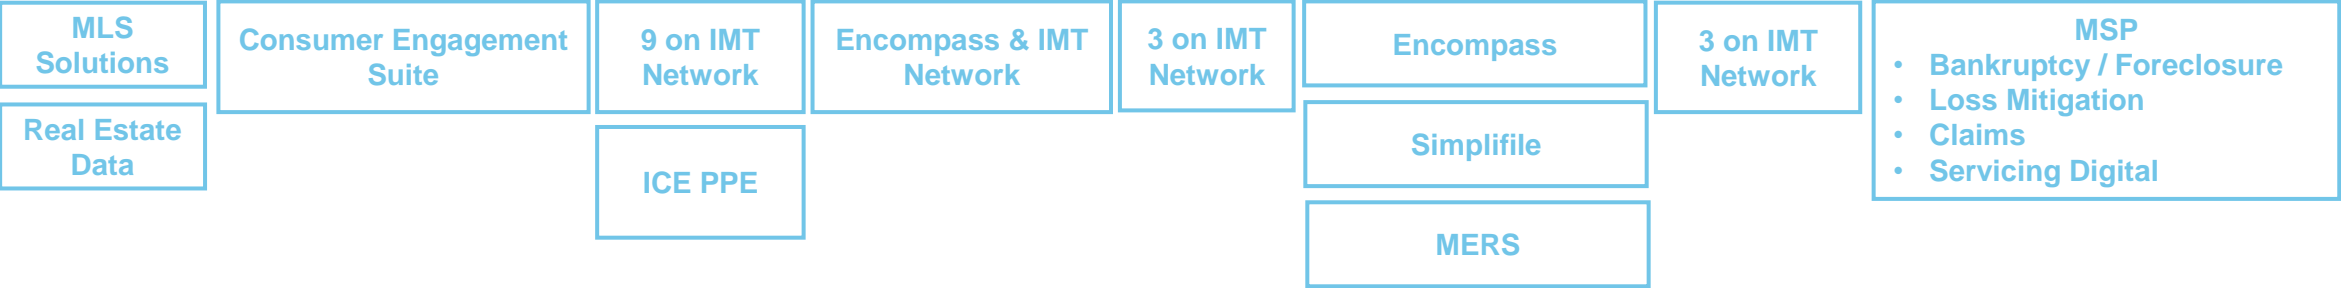 MLS
Solutions
Real Estate
Data
Consumer Engagement
Suite
9 on IMT
Network
ICE PPE
Encompass & IMT
Network
3 on IMT
Network
Encompass
Simplifile
MERS
3 on IMT
Network
MSP
• Bankruptcy / Foreclosure
• Loss Mitigation
• Claims
• Servicing Digital